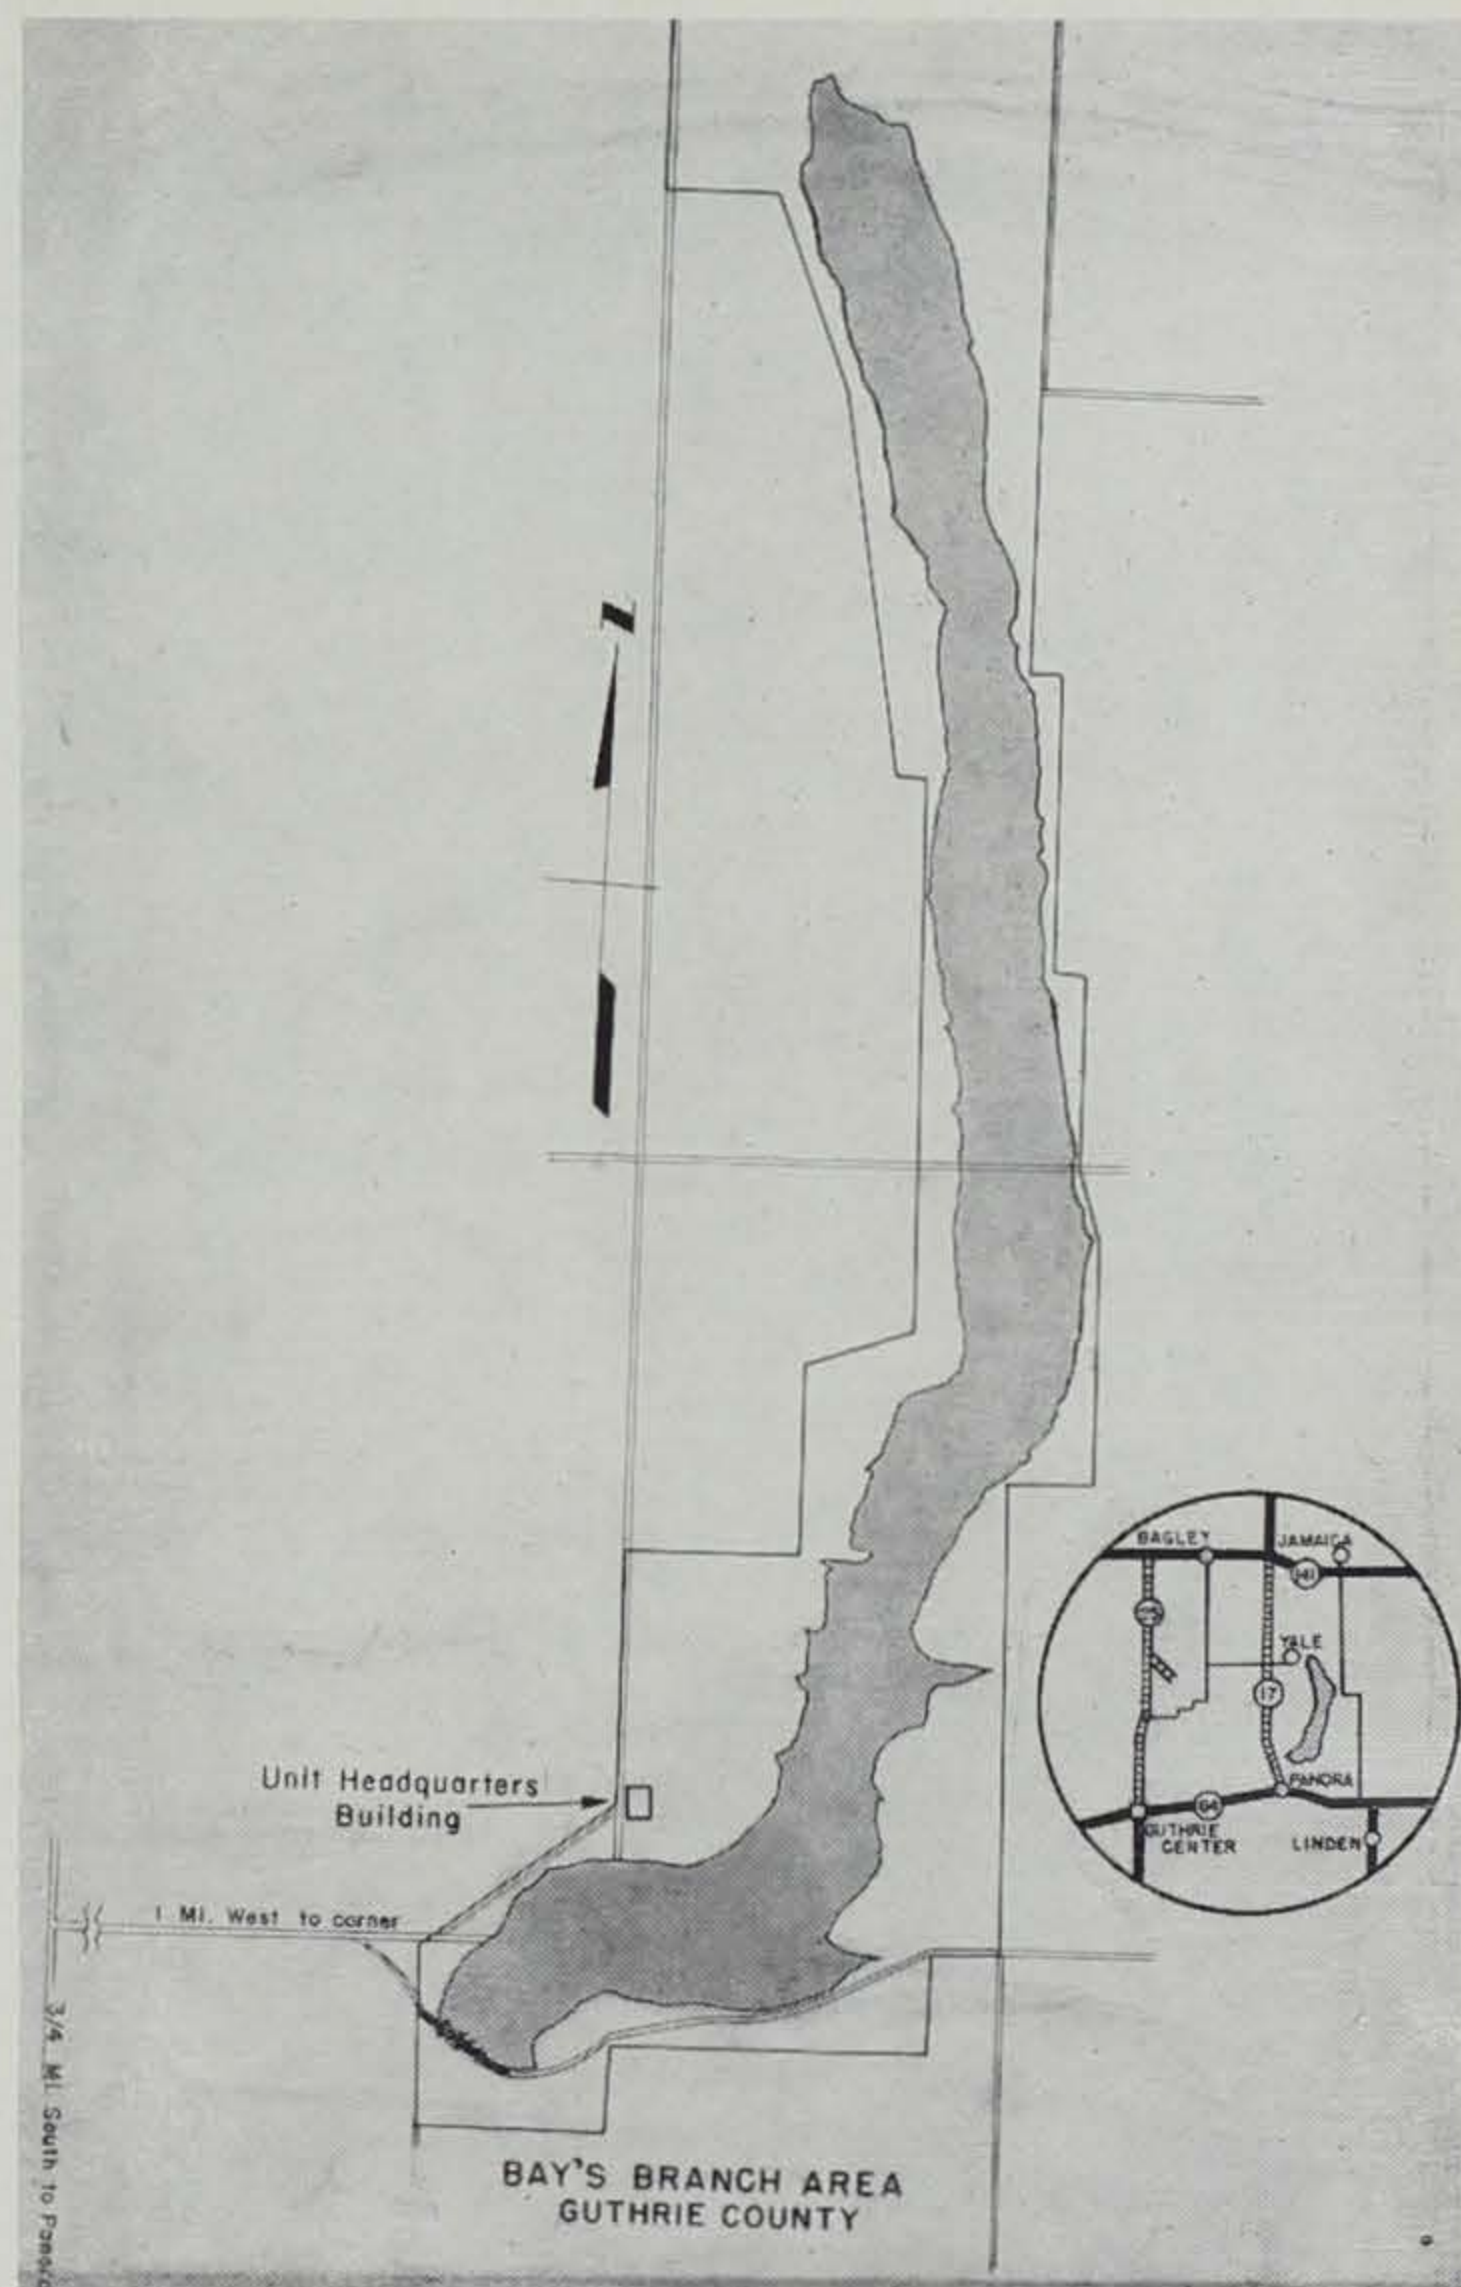 N
Unit Headquarters
Building
1 MI. West to corner
3/4 MI. South to Panora
BAY'S BRANCH AREA
GUTHRIE COUNTY
BAGLEY
JAMAICA
141
YALE
17
PANORA
64
GUTHRIE
CENTER
LINDEN